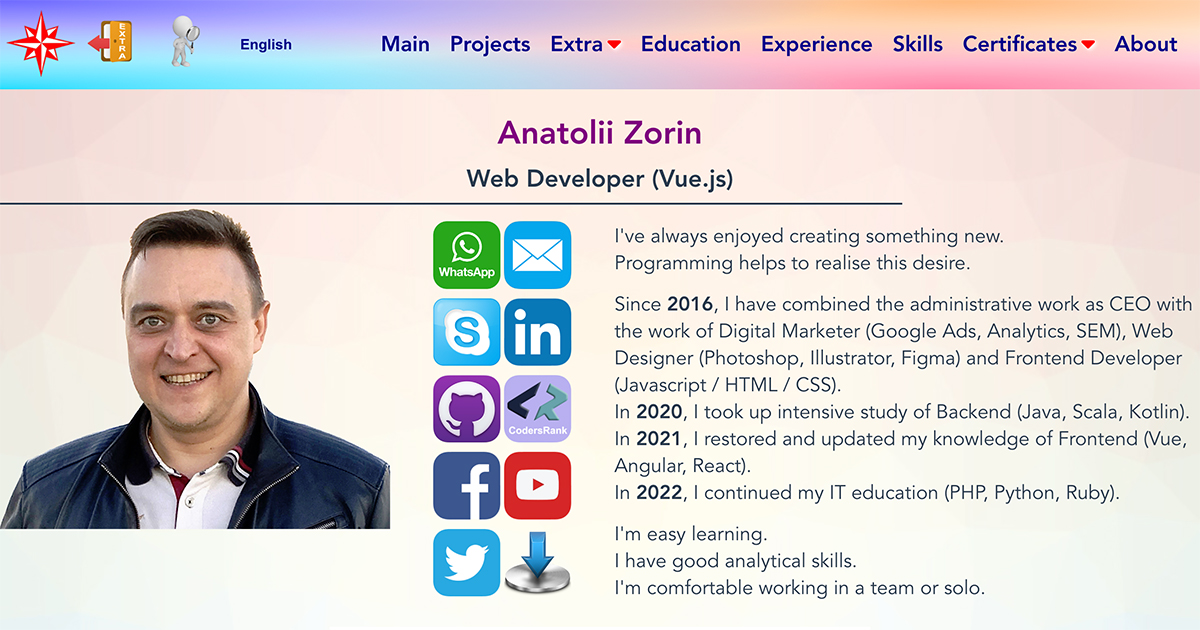 EXTRA
English
Main Projects Extra Education Experience Skills Certificates About
Anatolii Zorin
Web Developer (Vue.js)
WhatsApp
S
in
CR
CodersRank
f
I've always enjoyed creating something new.
Programming helps to realise this desire.
Since 2016, I have combined the administrative work as CEO with
the work of Digital Marketer (Google Ads, Analytics, SEM), Web
Designer (Photoshop, Illustrator, Figma) and Frontend Developer
(Javascript / HTML / CSS).
In 2020, I took up intensive study of Backend (Java, Scala, Kotlin).
In 2021, I restored and updated my knowledge of Frontend (Vue,
Angular, React).
In 2022, I continued my IT education (PHP, Python, Ruby).
I'm easy learning.
I have good analytical skills.
I'm comfortable working in a team or solo.